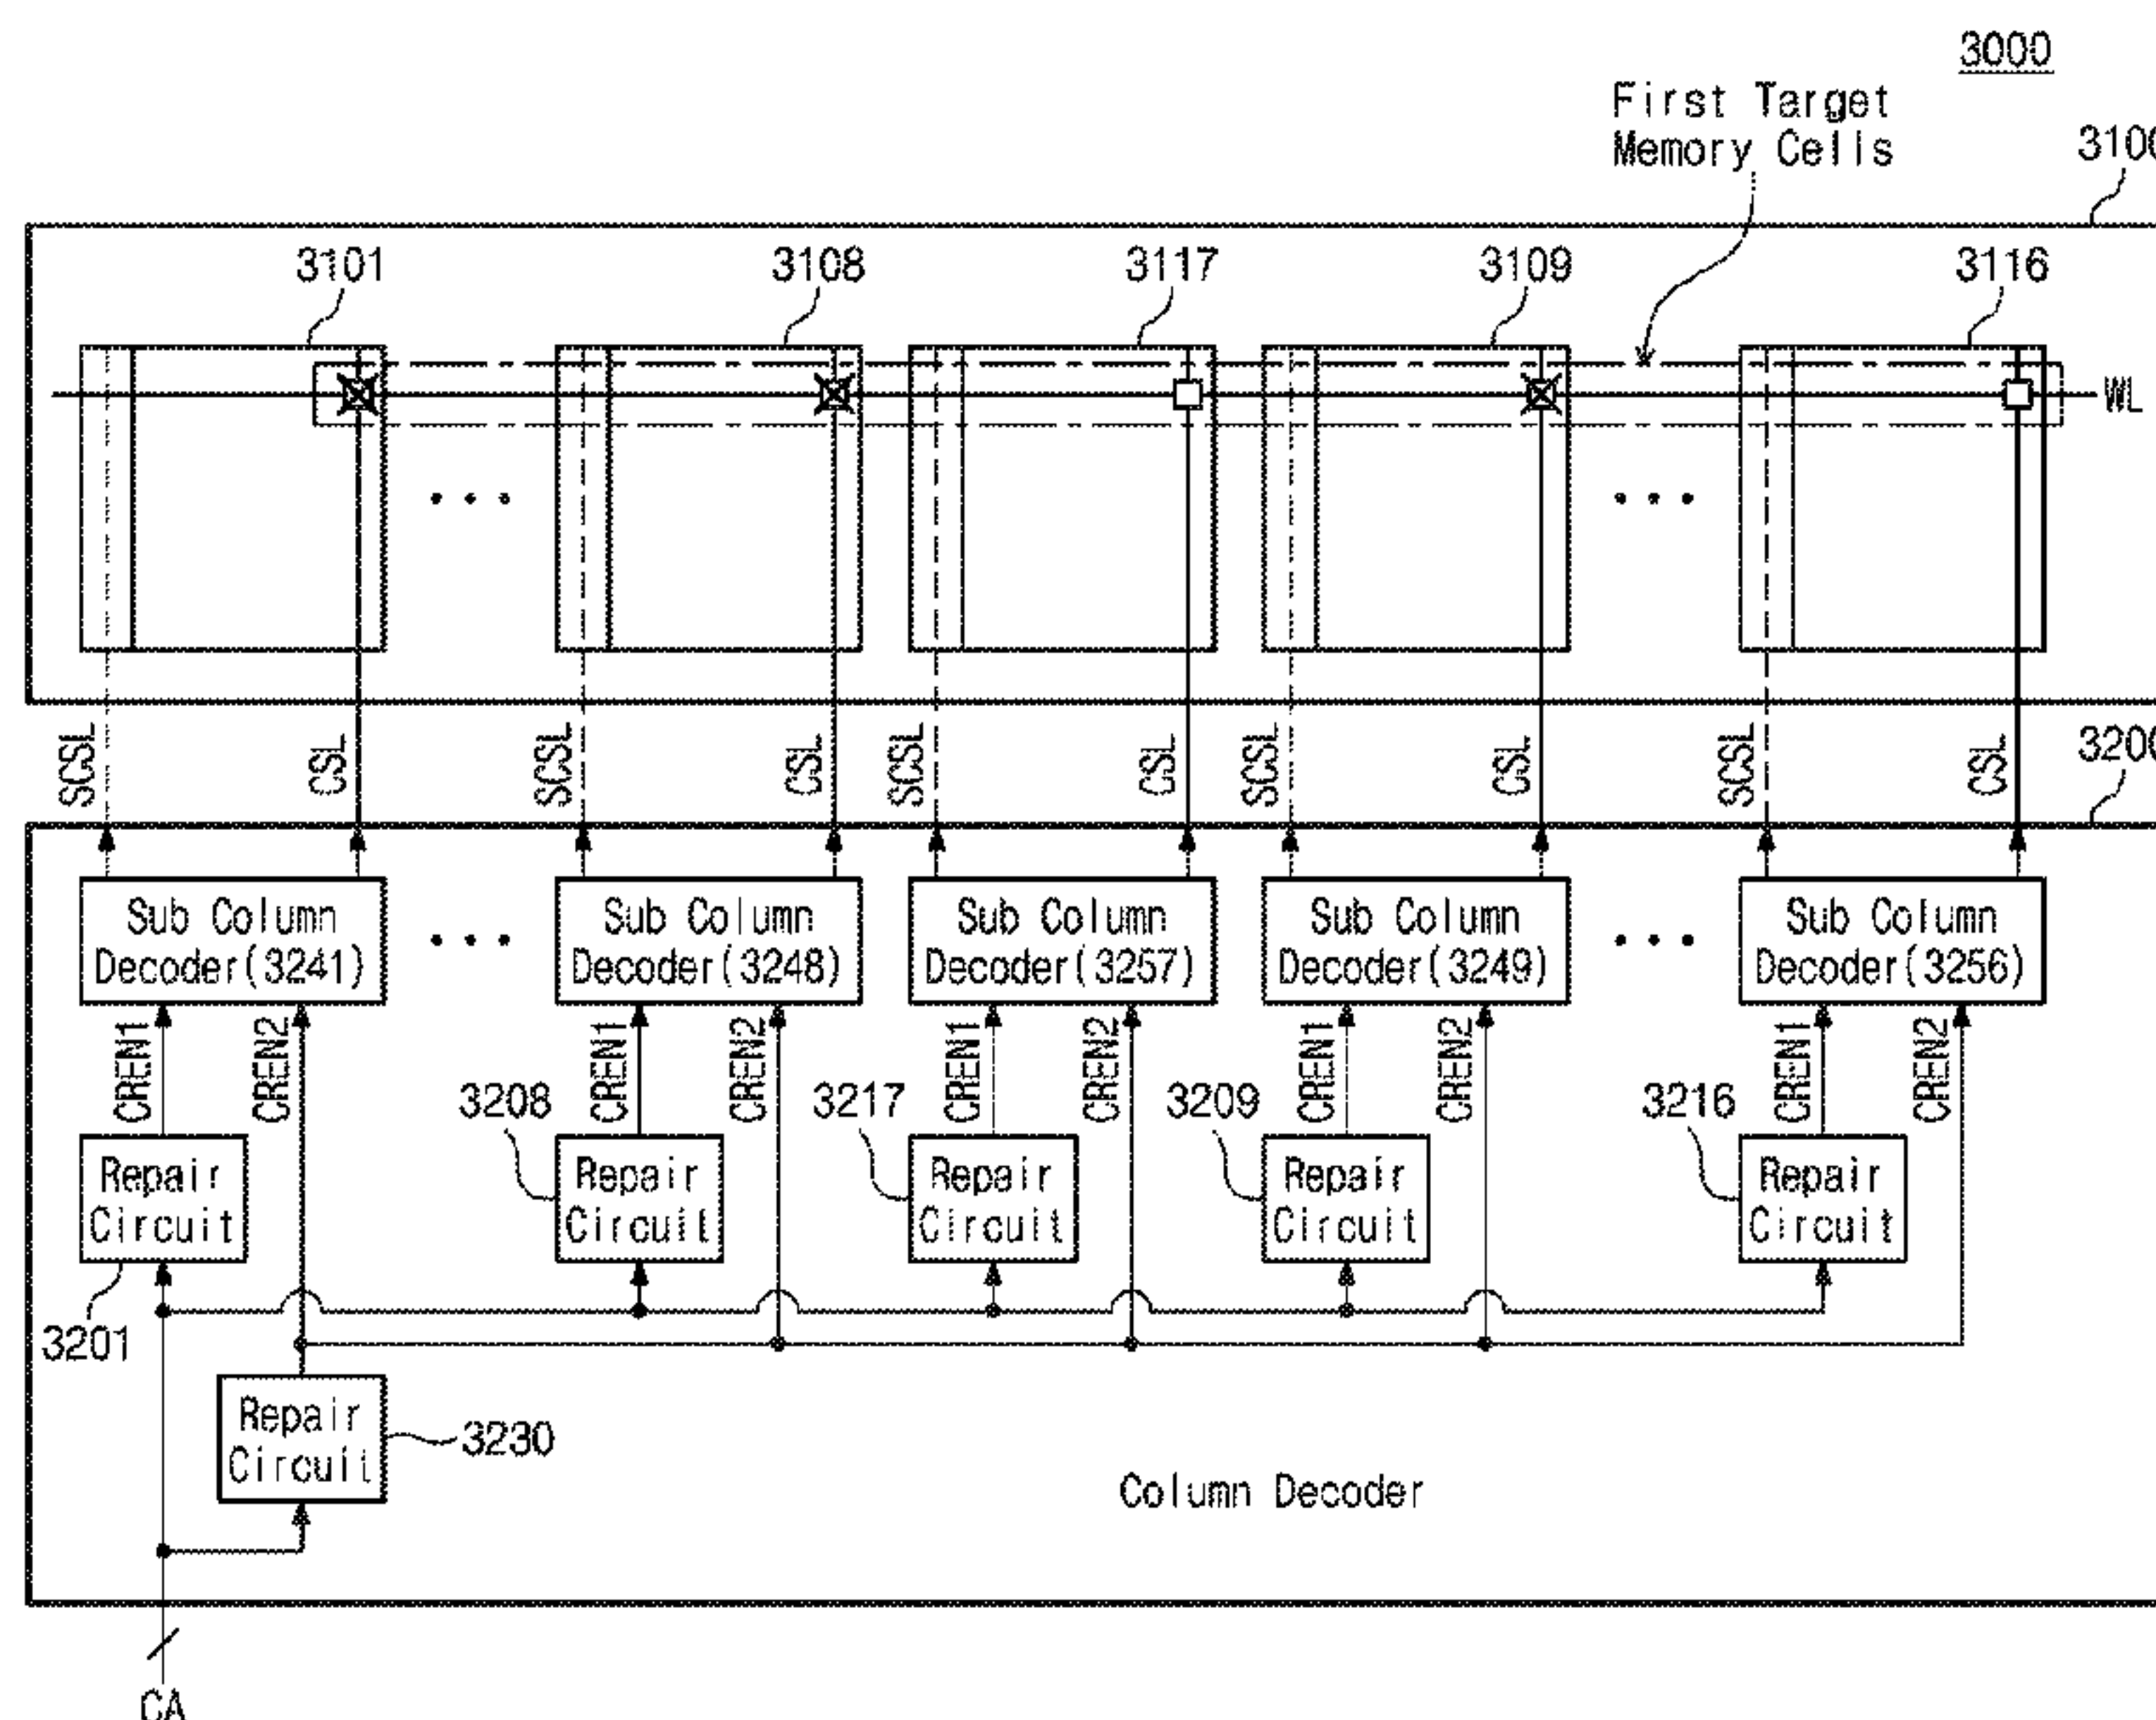 3000
First Target
Memory Cells
3100
3101
3108
3117
3109
3116
WL
SCSL
CSL
SCSL
CSL
SCSL
CSL
SCSL
CSL
SCSL
CSL
3200
Sub Column
Decoder(3241)
Sub Column
Decoder(3248)
Sub Column
Decoder(3257)
Sub Column
Decoder(3249)
Sub Column
Decoder(3256)
CREN1
CREN2
CREN1
CREN2
CREN1
CREN2
CREN1
CREN2
CREN1
CREN2
3208
3217
3209
3216
Repair
Circuit
Repair
Circuit
Repair
Circuit
Repair
Circuit
Repair
Circuit
3201
Repair
Circuit
3230
Column Decoder
CA